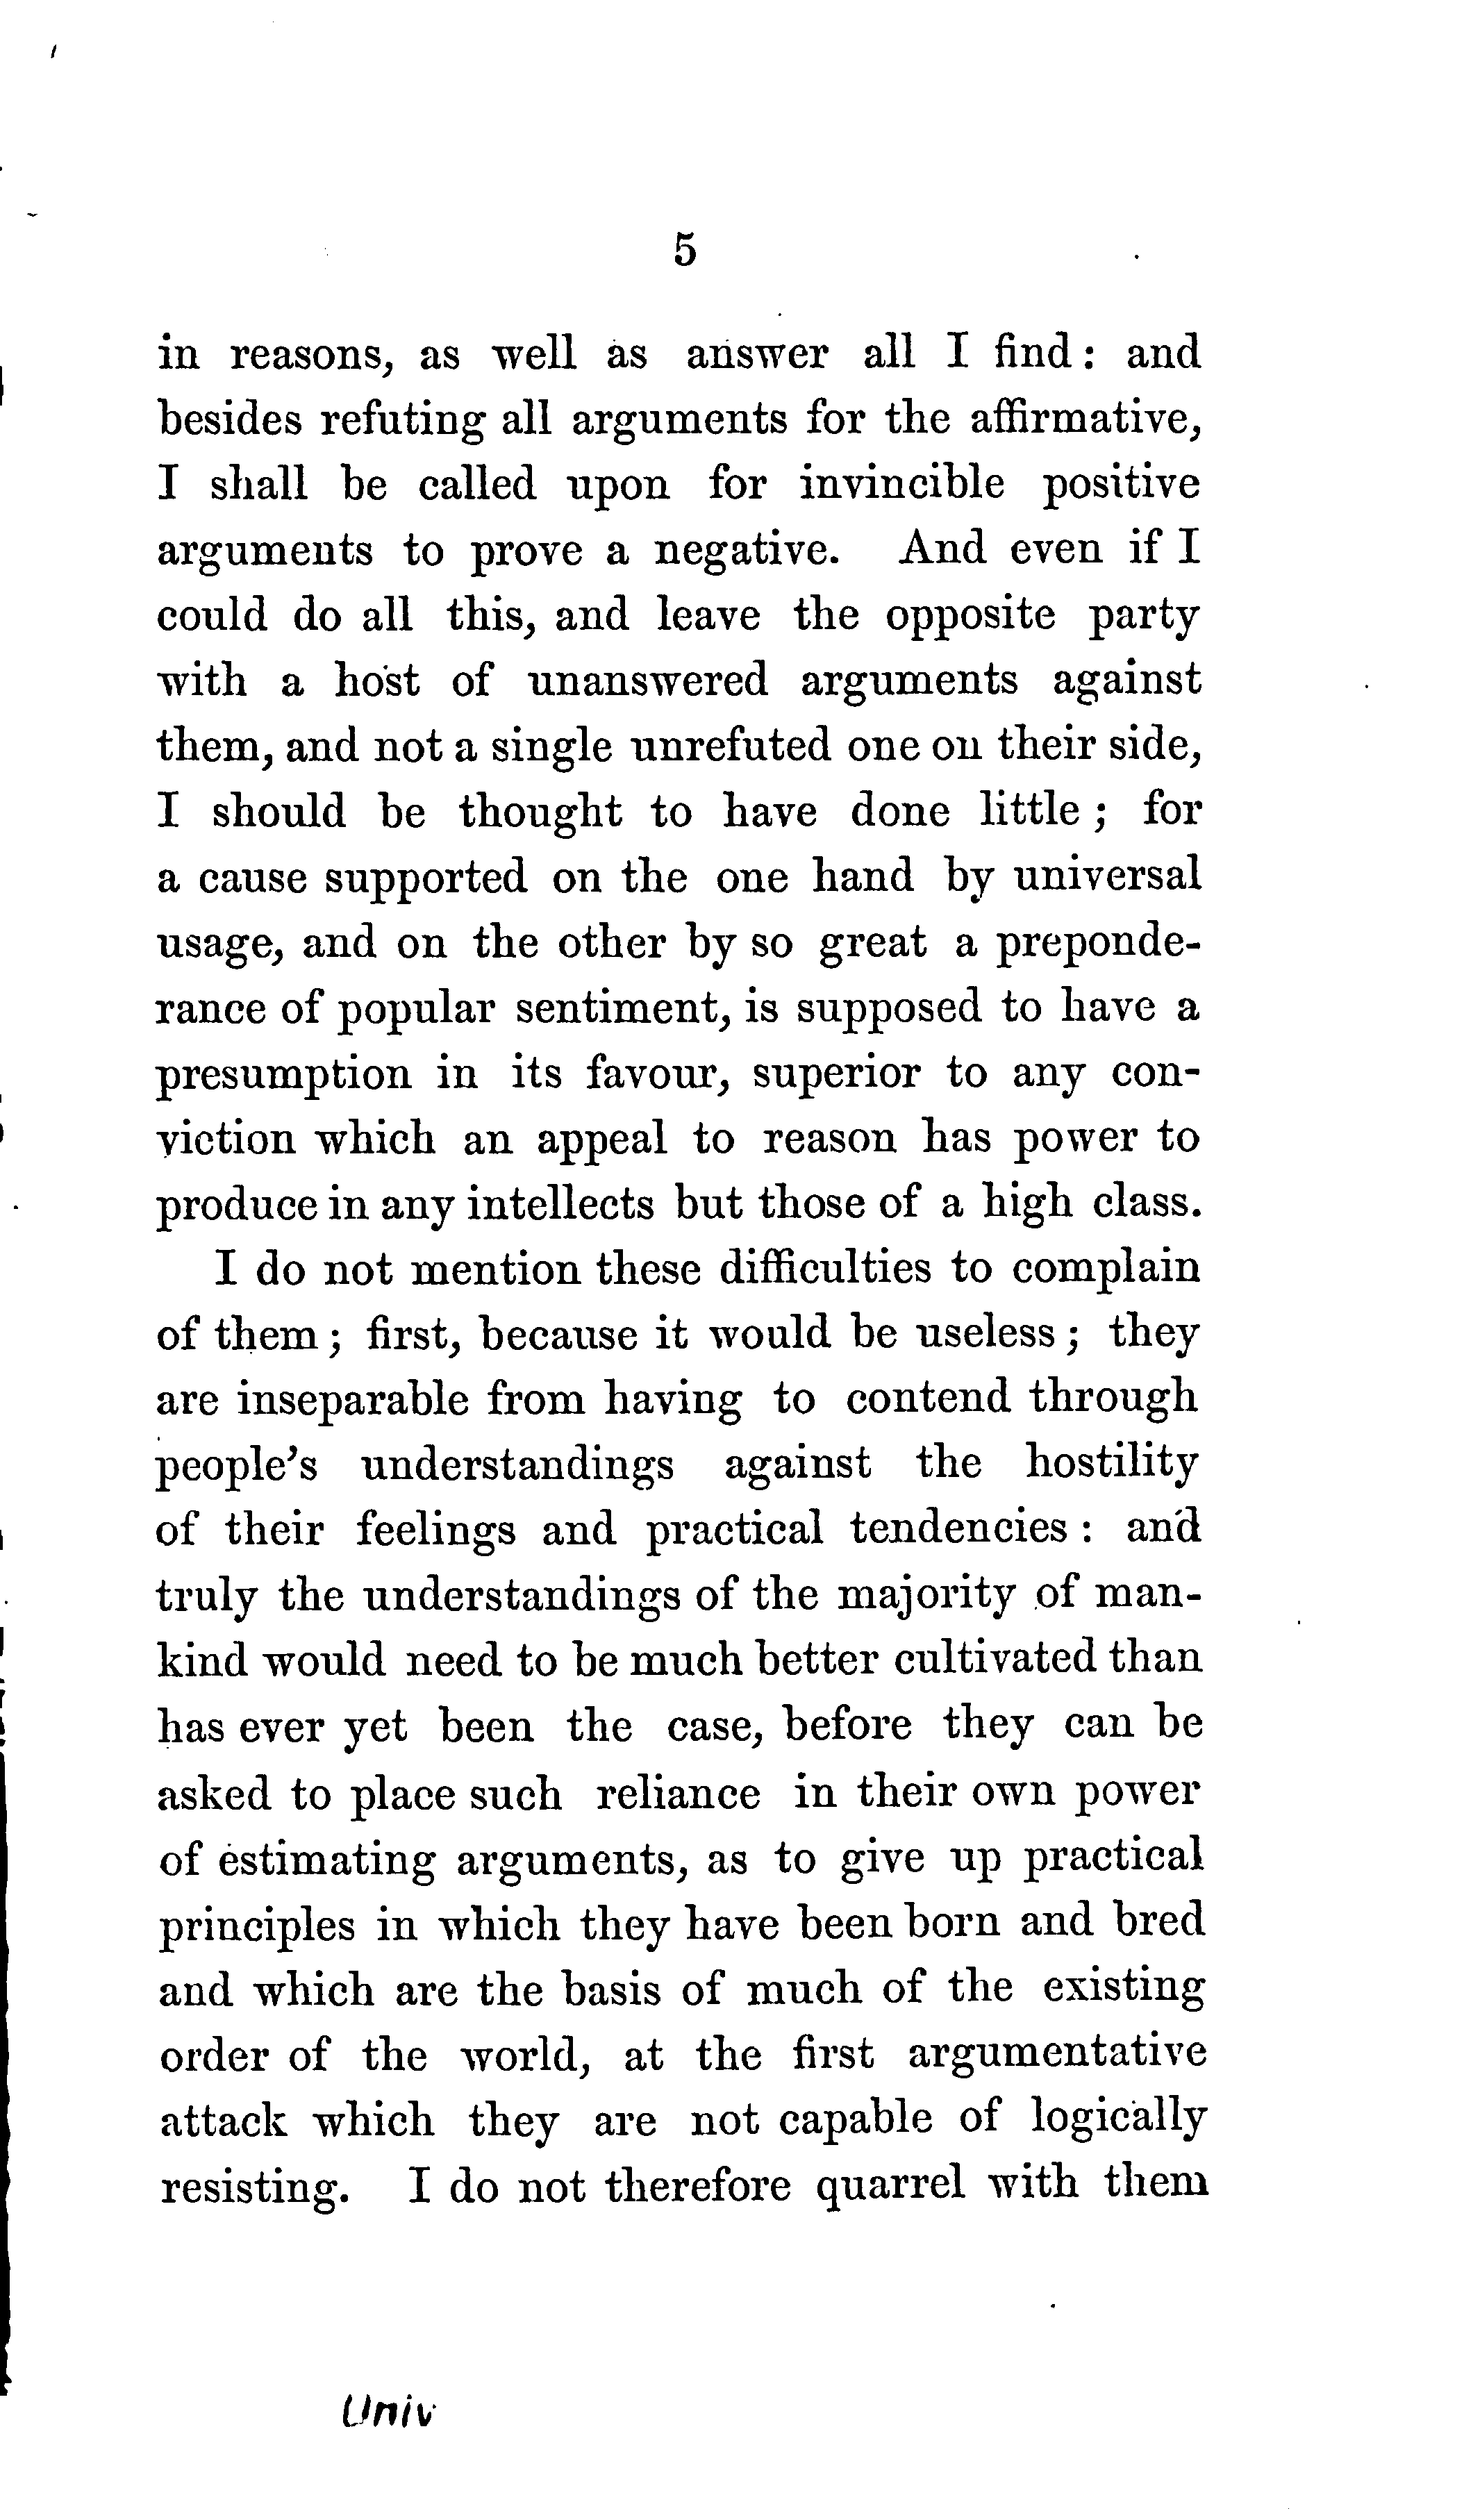 5
in reasons, as well as answer all I find: and
besides refuting all arguments for the affirmative,
I shall be called upon for invincible positive
arguments to prove a negative. And even if I
could do all this, and leave the opposite party
with a host of unanswered arguments against
them, and not a single unrefuted one on their side,
I should be thought to have done little; for
a cause supported on the one hand by universal
usage, and on the other by so great a preponde-
rance of popular sentiment, is supposed to have a
presumption in its favour, superior to any con-
viction which an appeal to reason has power to
produce in any intellects but those of a high class.
I do not mention these difficulties to complain
of them; first, because it would be useless; they
are inseparable from having to contend through
people's understandings against the hostility
of their feelings and practical tendencies: and
truly the understandings of the majority of man-
kind would need to be much better cultivated than
has ever yet been the case, before they can be
asked to place such reliance in their own power
of estimating arguments, as to give up practical
principles in which they have been born and bred
and which are the basis of much of the existing
order of the world, at the first argumentative
attack which they are not capable of logically
resisting. I do not therefore quarrel with them
Univ